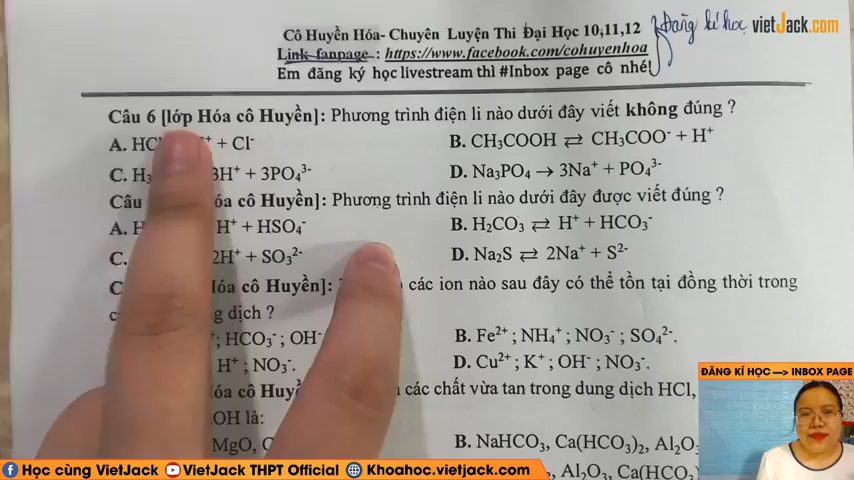 Cô Huyền Hóa- Chuyên Luyện Thi Đại Học 10,11,12
Link fanpage : https://www.facebook.com/cohuyenhoa
Em đăng ký học livestream thì #Inbox page cô nhé!
Đăng kí học
vietJack.com
Câu 6 [lớp Hóa cô Huyền]: Phương trình điện li nào dưới đây viết không đúng ?
A. HC + Cl⁻
B. CH₃COOH ⇄ CH₃COO⁻ + H⁺
C. H₃ 3H⁺ + 3PO₄³⁻
D. Na₃PO₄ → 3Na⁺ + PO₄³⁻
Câu óa cô Huyền]: Phương trình điện li nào dưới đây được viết đúng ?
A. H H⁺ + HSO₄⁻
B. H₂CO₃ ⇄ H⁺ + HCO₃⁻
C. 2H⁺ + SO₃²⁻
D. Na₂S ⇄ 2Na⁺ + S²⁻
C Hóa cô Huyền]: các ion nào sau đây có thể tồn tại đồng thời trong
c g dịch ?
; HCO₃⁻ ; OH⁻
B. Fe²⁺ ; NH₄⁺ ; NO₃⁻ ; SO₄²⁻.
H⁺ ; NO₃⁻.
D. Cu²⁺ ; K⁺ ; OH⁻ ; NO₃⁻.
óa cô Huy các chất vừa tan trong dung dịch HCl,
OH là:
MgO, C
B. NaHCO₃, Ca(HCO₃)₂, Al₂O
, Al₂O₃, Ca(HCO₃)
ĐĂNG KÍ HỌC —> INBOX PAGE
Học cùng VietJack VietJack THPT Official Khoahoc.vietjack.com